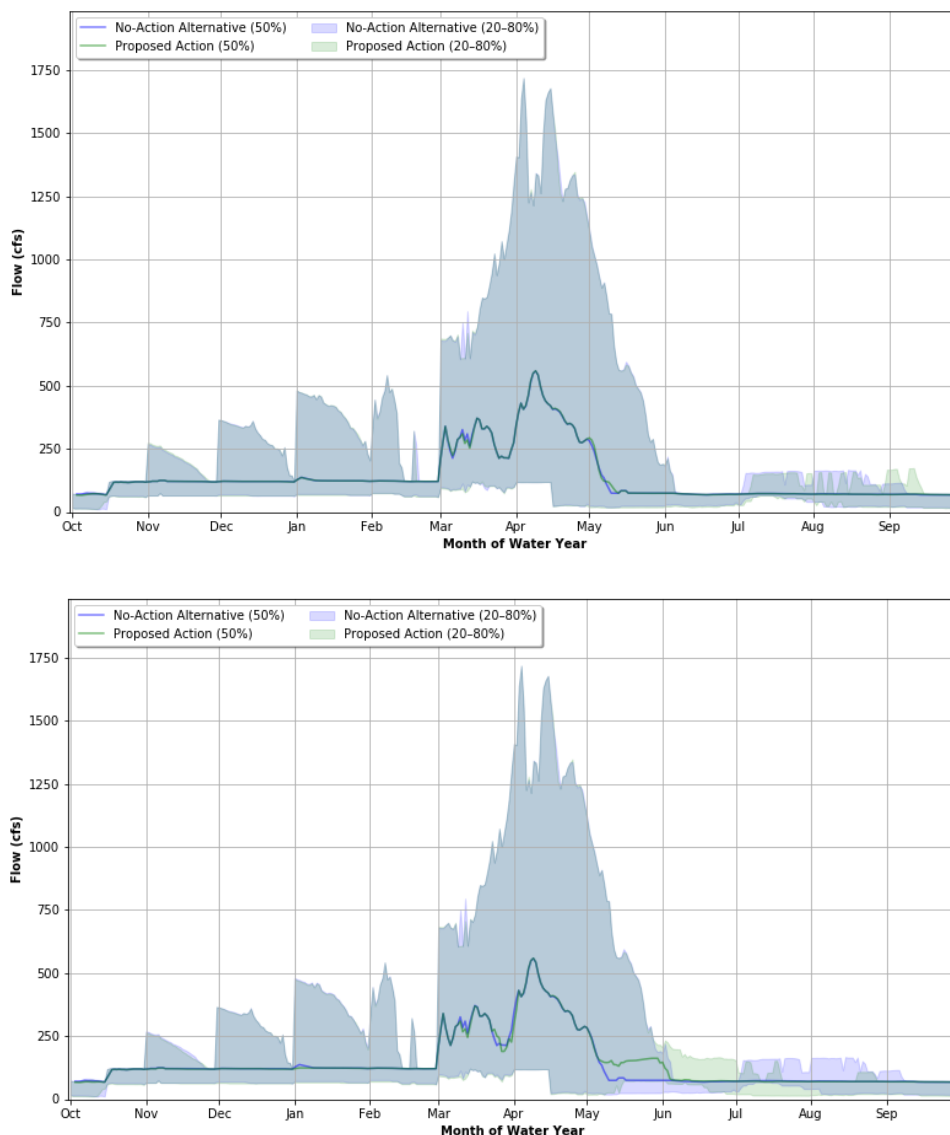 No-Action Alternative (50%) No-Action Alternative (20–80%)
Proposed Action (50%) Proposed Action (20–80%)
1750
1500
1250
1000
750
500
250
0
Flow (cfs)
Oct Nov Dec Jan Feb Mar Apr May Jun Jul Aug Sep
Month of Water Year
No-Action Alternative (50%) No-Action Alternative (20–80%)
Proposed Action (50%) Proposed Action (20–80%)
1750
1500
1250
1000
750
500
250
0
Flow (cfs)
Oct Nov Dec Jan Feb Mar Apr May Jun Jul Aug Sep
Month of Water Year